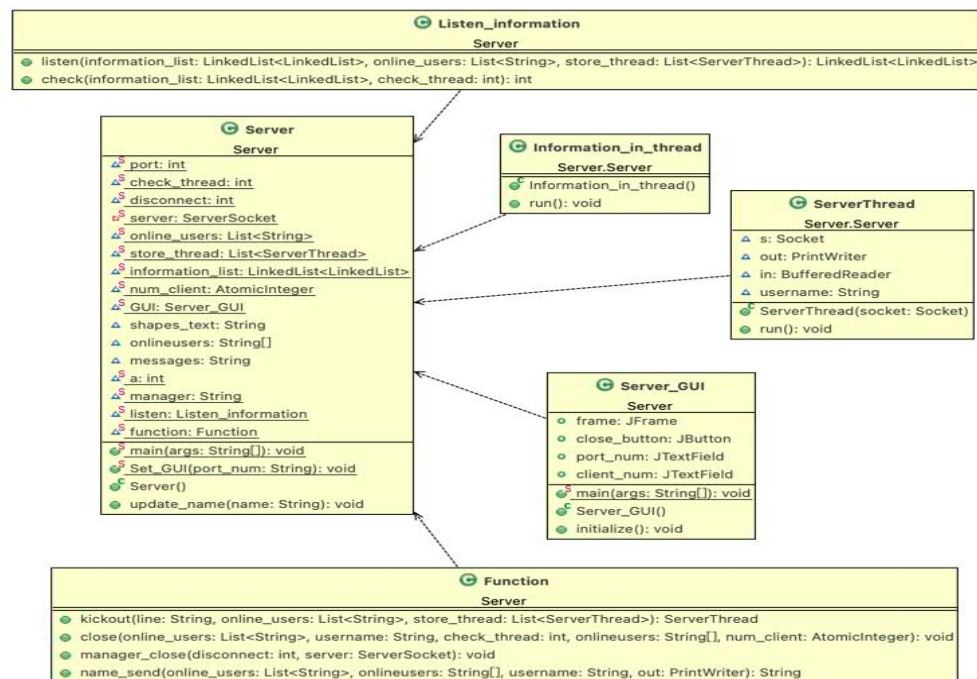 Listen_information
Server
listen(information_list: LinkedList<LinkedList>, online_users: List<String>, store_thread: List<ServerThread>): LinkedList<LinkedList>
check(information_list: LinkedList<LinkedList>, check_thread: int): int
Server
Server
port: int
check_thread: int
disconnect: int
server: ServerSocket
online_users: List<String>
store_thread: List<ServerThread>
information_list: LinkedList<LinkedList>
num_client: AtomicInteger
GUI: Server_GUI
shapes_text: String
onlineusers: String[]
messages: String
a: int
manager: String
listen: Listen_information
function: Function
main(args: String[]): void
Set_GUI(port_num: String): void
Server()
update_name(name: String): void
Information_in_thread
Server.Server
Information_in_thread()
run(): void
ServerThread
Server.Server
s: Socket
out: PrintWriter
in: BufferedReader
username: String
ServerThread(socket: Socket)
run(): void
Server_GUI
Server
frame: JFrame
close_button: JButton
port_num: JTextField
client_num: JTextField
main(args: String[]): void
Server_GUI()
initialize(): void
Function
Server
kickout(line: String, online_users: List<String>, store_thread: List<ServerThread>): ServerThread
close(online_users: List<String>, username: String, check_thread: int, onlineusers: String[], num_client: AtomicInteger): void
manager_close(disconnect: int, server: ServerSocket): void
name_send(online_users: List<String>, onlineusers: String[], username: String, out: PrintWriter): String